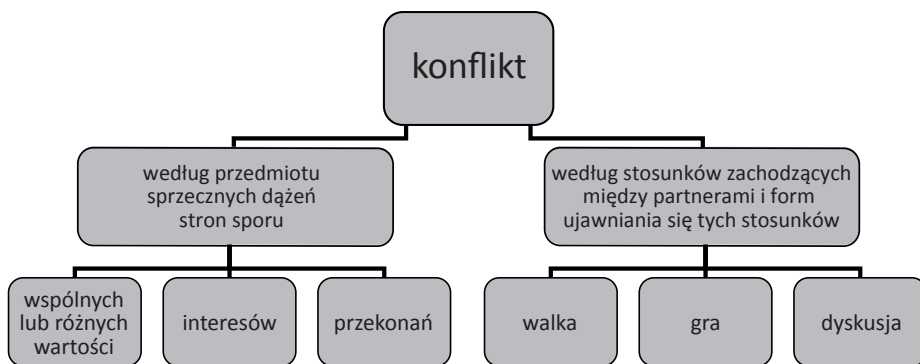 konflikt
według przedmiotu
sprzecznych dążeń
stron sporu
według stosunków zachodzących
między partnerami i form
ujawniania się tych stosunków
wspólnych
lub różnych
wartości
interesów
przekonań
walka
gra
dyskusja